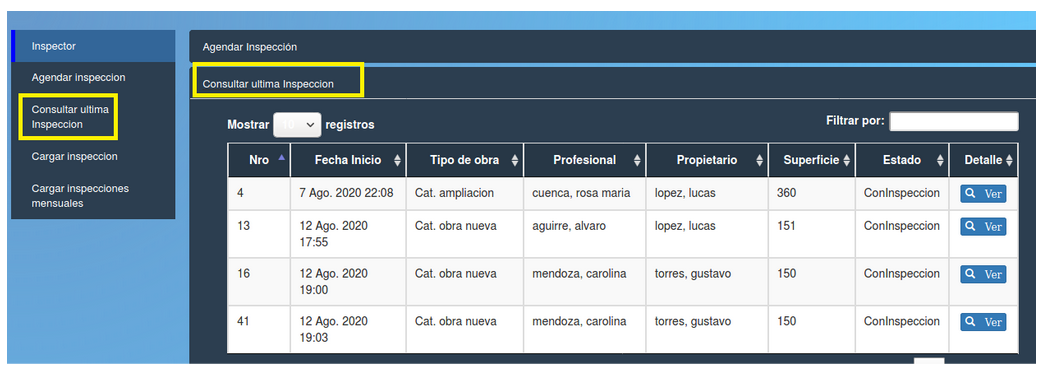 Inspector
Agendar inspeccion
Consultar ultima
Inspeccion
Cargar inspeccion
Cargar inspecciones
mensuales
Agendar Inspección
Consultar ultima Inspeccion
Mostrar 10 registros
Filtrar por:
Nro Fecha Inicio Tipo de obra Profesional Propietario Superficie Estado Detalle
4 7 Ago. 2020 22:08 Cat. ampliacion cuenca, rosa maria lopez, lucas 360 ConInspeccion Ver
13 12 Ago. 2020 Cat. obra nueva aguirre, alvaro lopez, lucas 151 ConInspeccion Ver
17:55
16 12 Ago. 2020 Cat. obra nueva mendoza, carolina torres, gustavo 150 ConInspeccion Ver
19:00
41 12 Ago. 2020 Cat. obra nueva mendoza, carolina torres, gustavo 150 ConInspeccion Ver
19:03